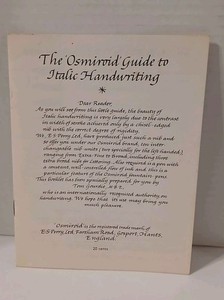 The Osmiroid Guide to
Italic Handwriting
*
Dear Reader,
As you will see from this little guide, the beauty of
Italic handwriting is very largely due to the contrast
in width of stroke achieved only by a chisel-edged
nib with the correct degree of rigidity.
We, E·S·Perry Ltd, have produced just such a nib and
so offer you under our Osmiroid brand, ten inter-
changeable nib units (two specially for the left-handed)
ranging from Extra-Fine to Broad, including three
extra broad nibs for lettering. Also required is a pen with
a constant, well-controlled flow of ink and this is a
particular feature of the Osmiroid fountain-pens.
This booklet has been specially prepared for you by
Tom Gourdie, M·B·E,
who is an internationally recognised authority on
handwriting. We hope that it may bring you
much pleasure.
Osmiroid is the registered trade mark of
E·S·Perry Ltd, Fareham Road, Gosport, Hants,
England.